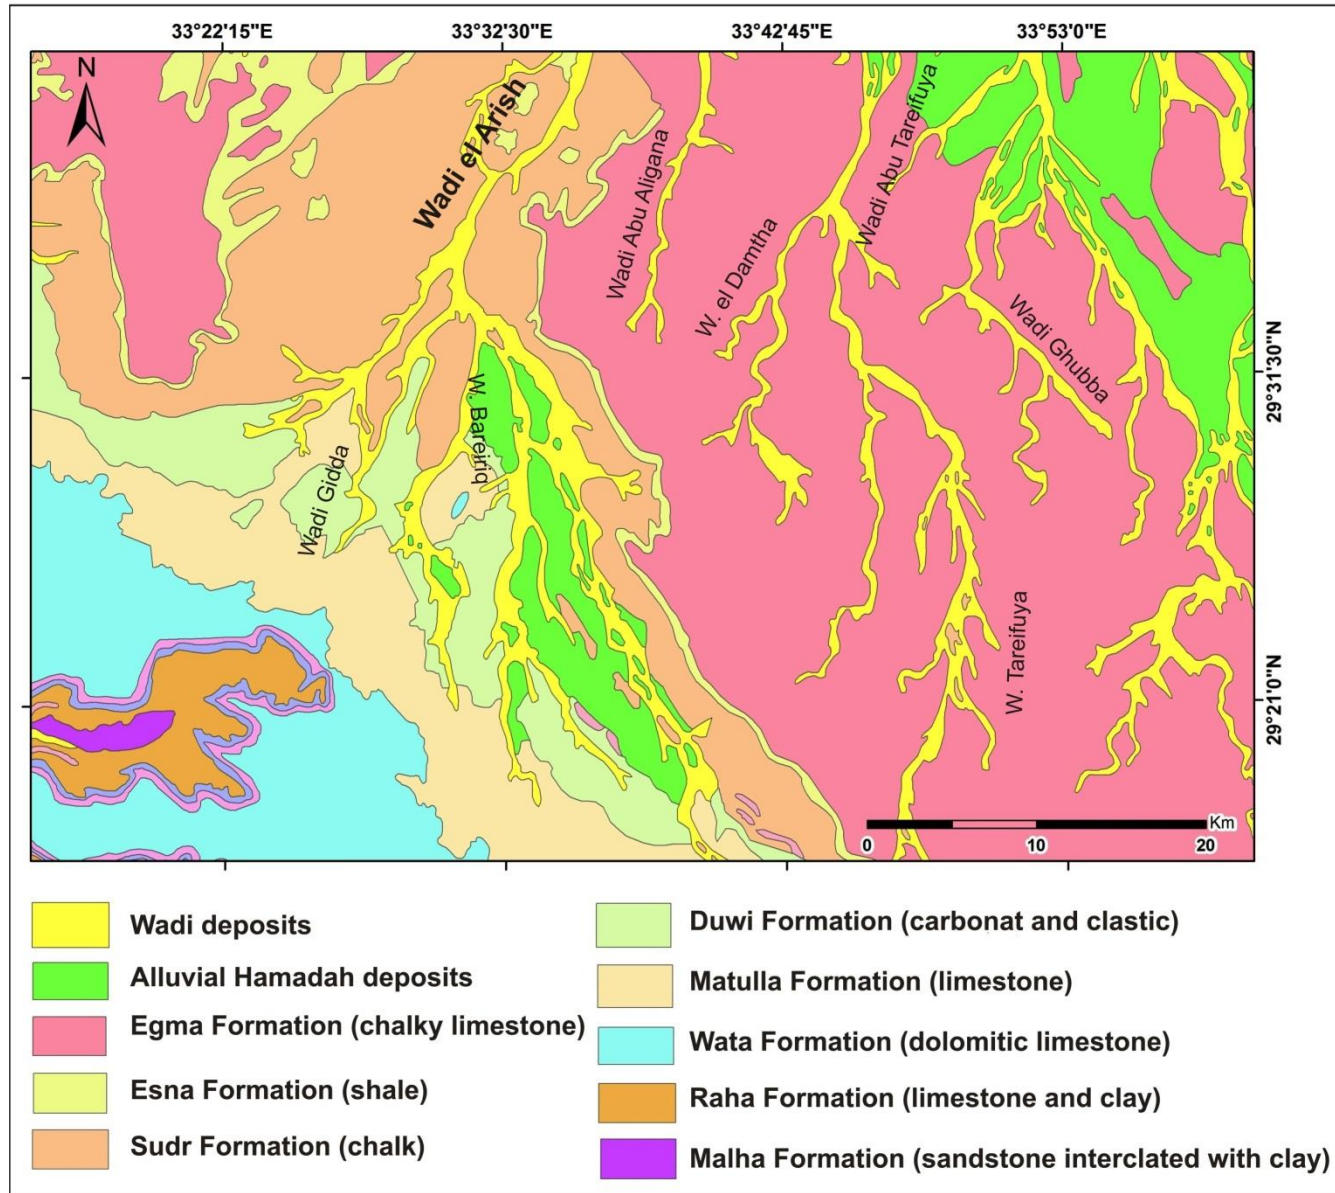 33°22'15"E
33°32'30"E
33°42'45"E
33°53'0"E
N
Wadi el Arish
Wadi Abu Aligana
W. el Damtha
Wadi Abu Tareifuya
Wadi Ghubba
29°31'30"N
W. Bareiriq
Wadi Gidda
W. Tareifuya
29°21'0"N
Km
0
10
20
Wadi deposits
Alluvial Hamadah deposits
Egma Formation (chalky limestone)
Esna Formation (shale)
Sudr Formation (chalk)
Duwi Formation (carbonat and clastic)
Matulla Formation (limestone)
Wata Formation (dolomitic limestone)
Raha Formation (limestone and clay)
Malha Formation (sandstone interclated with clay)